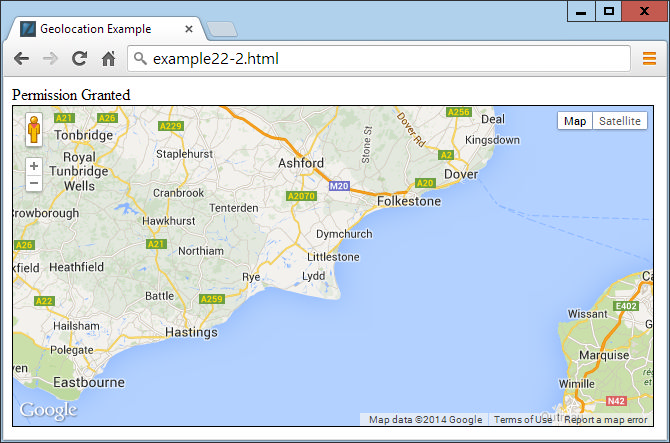 Geolocation Example
example22-2.html
Permission Granted
A21
A26
A229
A256
Deal
Tonbridge
Stone St
Dover Rd
Kingsdown
Map
Satellite
Staplehurst
Royal
Tunbridge
Wells
Ashford
A2
Dover
M20
A20
Cranbrook
A2070
Folkestone
Crowborough
Tenterden
Hawkhurst
Dymchurch
A26
A21
Northiam
Littlestone
xfield
Heathfield
Rye
Lydd
Battle
A259
A22
E402
Wissant
Hailsham
Hastings
Polegate
Marquise
ven
Eastbourne
Wimille
N42
Google
Map data ©2014 Google
Terms of Use
Report a map error